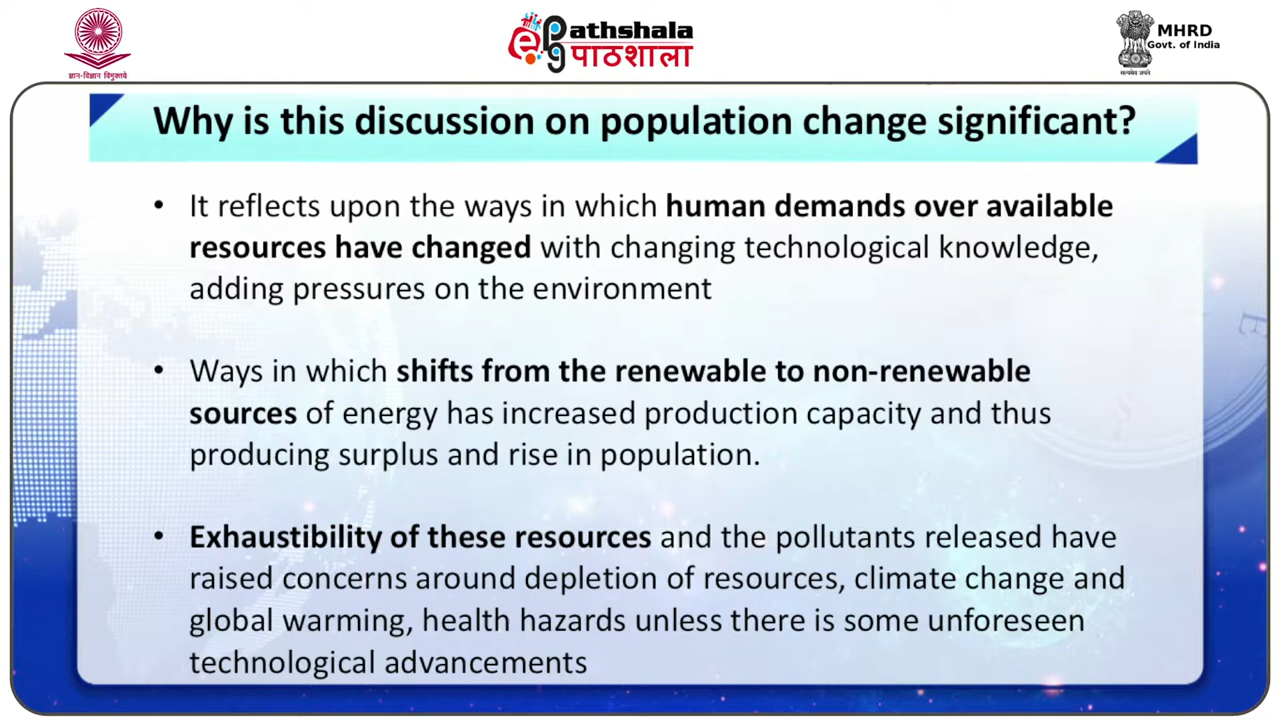 ज्ञान-विज्ञान विमुक्तये
Pathshala
पाठशाला
MHRD
Govt. of India
सत्यमेव जयते
Why is this discussion on population change significant?
• It reflects upon the ways in which human demands over available
resources have changed with changing technological knowledge,
adding pressures on the environment
• Ways in which shifts from the renewable to non-renewable
sources of energy has increased production capacity and thus
producing surplus and rise in population.
• Exhaustibility of these resources and the pollutants released have
raised concerns around depletion of resources, climate change and
global warming, health hazards unless there is some unforeseen
technological advancements